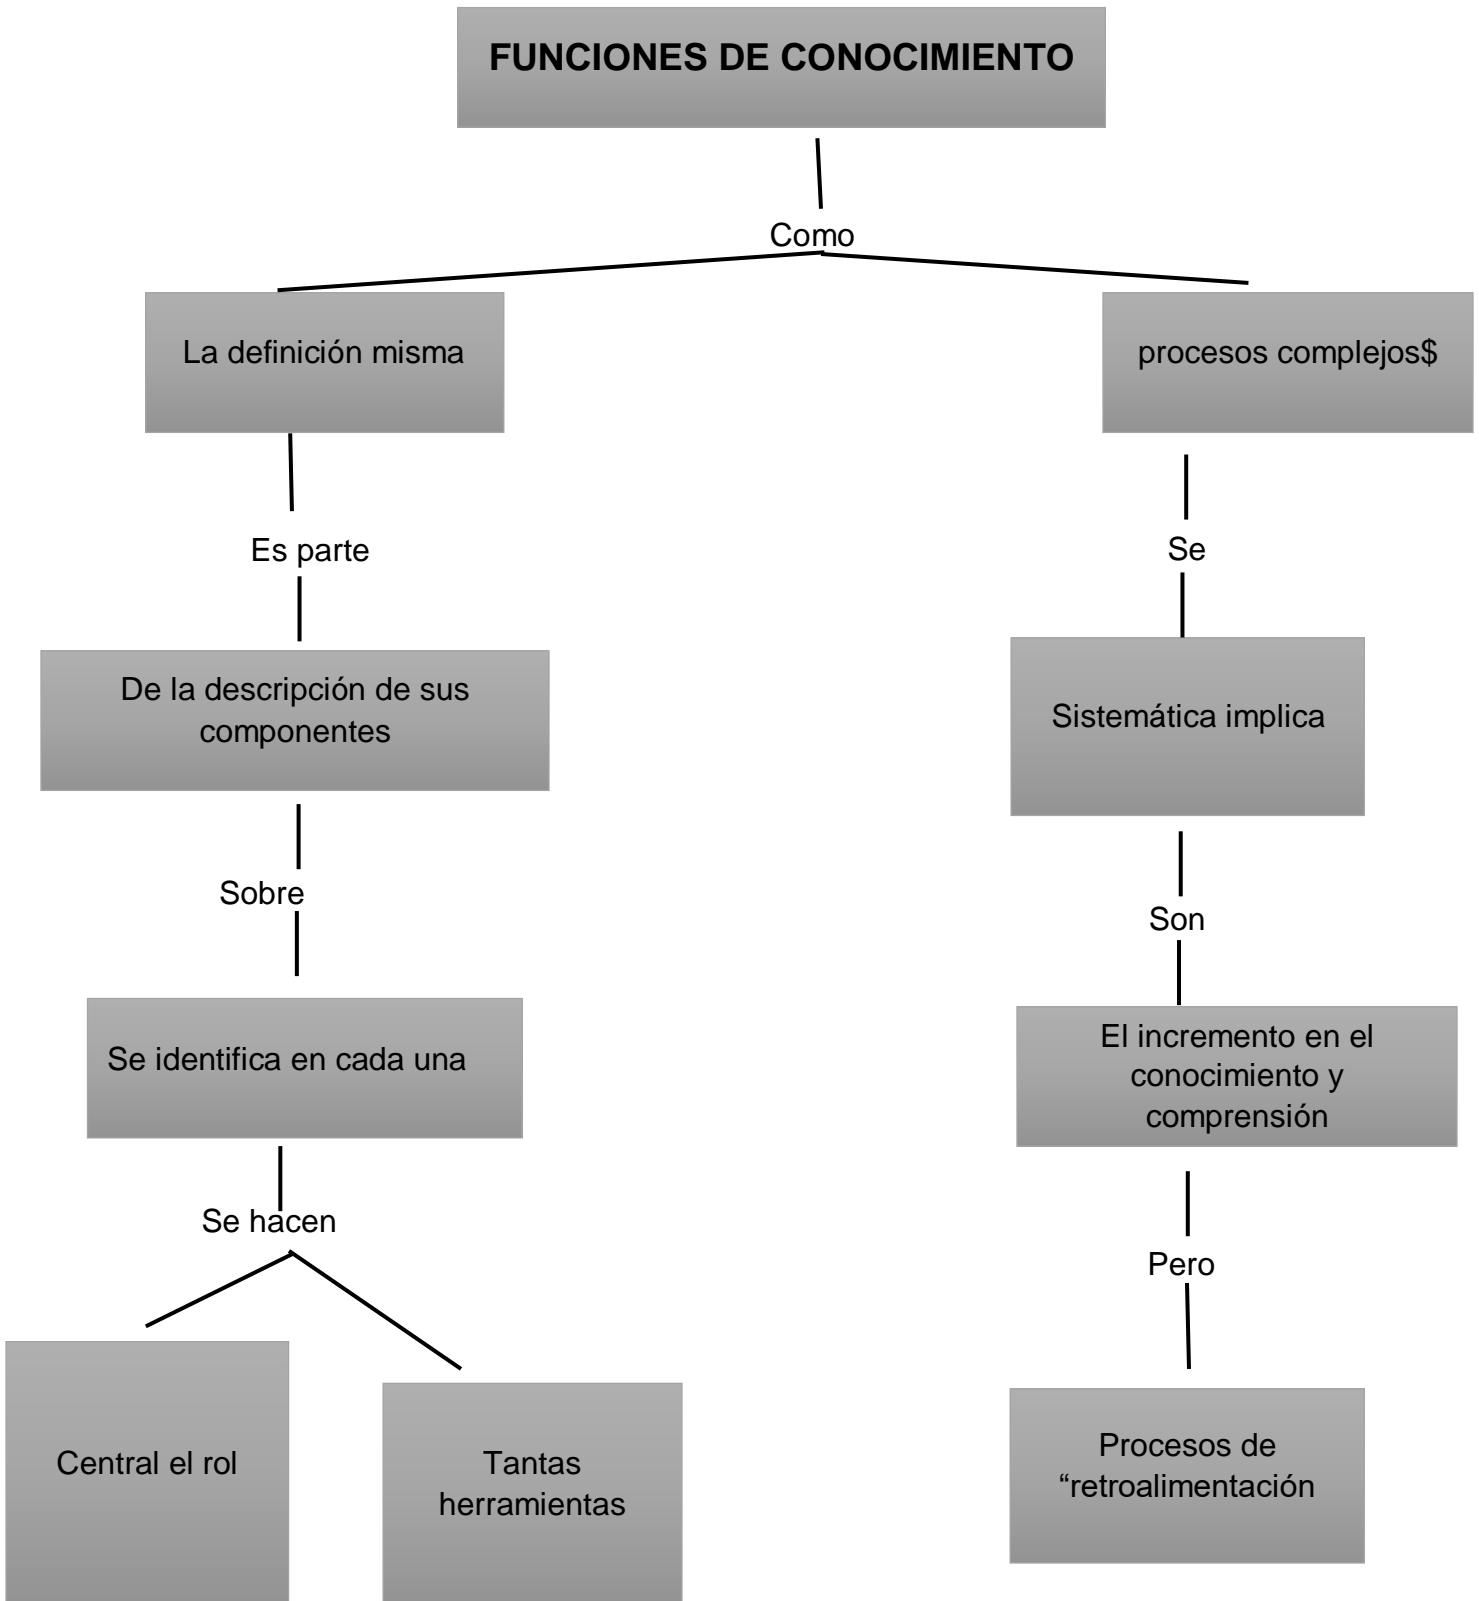 FUNCIONES DE CONOCIMIENTO
Como
La definición misma
procesos complejos$
Es parte
Se
De la descripción de sus
componentes
Sistemática implica
Sobre
Son
Se identifica en cada una
El incremento en el
conocimiento y
comprensión
Se hacen
Pero
Central el rol
Tantas
herramientas
Procesos de
“retroalimentación